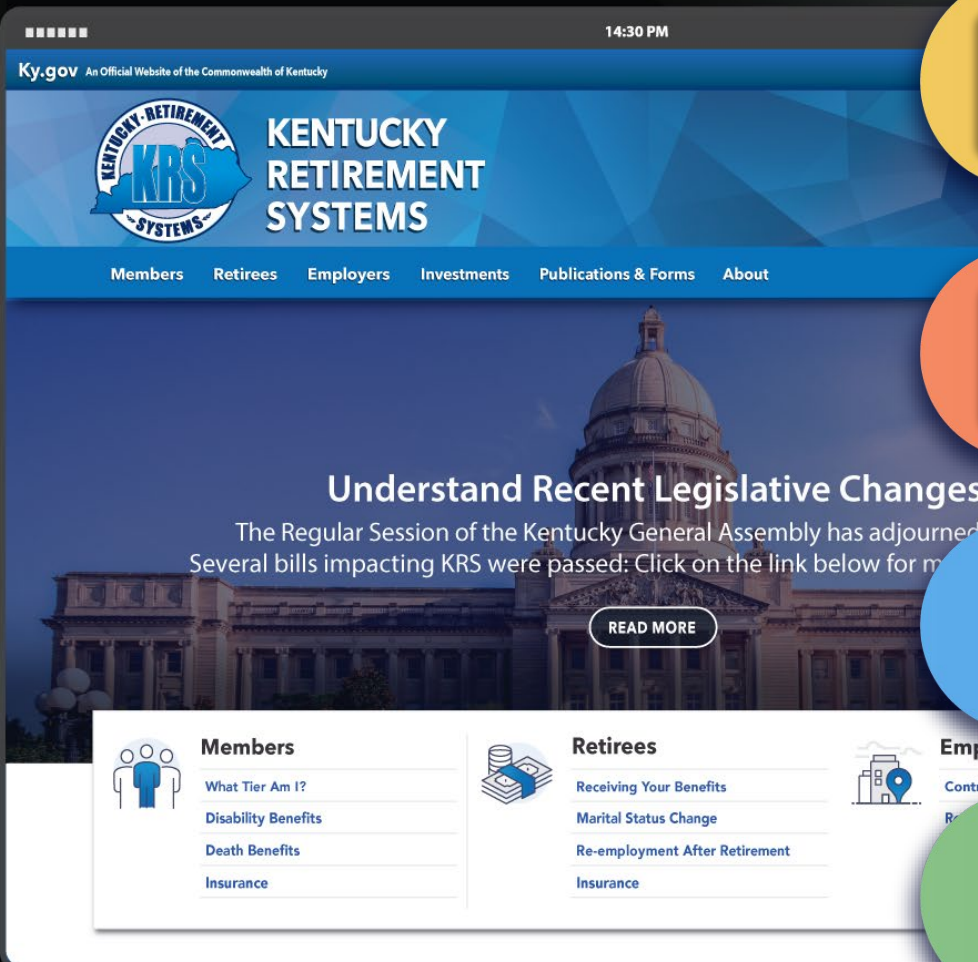 14:30 PM
Ky.gov An Official Website of the Commonwealth of Kentucky
KENTUCKY·RETIREMENT
KRS
SYSTEMS
KENTUCKY
RETIREMENT
SYSTEMS
Members Retirees Employers Investments Publications & Forms About
Understand Recent Legislative Changes
The Regular Session of the Kentucky General Assembly has adjourned
Several bills impacting KRS were passed: Click on the link below for
READ MORE
Members
What Tier Am I?
Disability Benefits
Death Benefits
Insurance
Retirees
Receiving Your Benefits
Marital Status Change
Re-employment After Retirement
Insurance